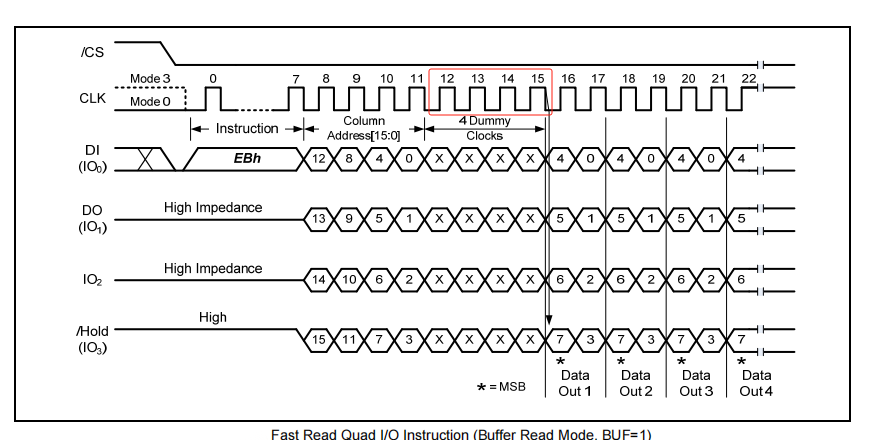 /CS
Mode 3 0 7 8 9 10 11 12 13 14 15 16 17 18 19 20 21 22
CLK
Mode 0
Instruction
Column
Address[15:0]
4 Dummy
Clocks
DI
(IO0)
EBh 12 8 4 0 X X X X 4 0 4 0 4 0 4
DO
(IO1)
High Impedance 13 9 5 1 X X X X 5 1 5 1 5 1 5
IO2
High Impedance 14 10 6 2 X X X X 6 2 6 2 6 2 6
/Hold
(IO3)
High 15 11 7 3 X X X X 7 3 7 3 7 3 7
* = MSB
* Data
Out 1
* Data
Out 2
* Data
Out 3
* Data
Out 4
Fast Read Quad I/O Instruction (Buffer Read Mode, BUF=1)